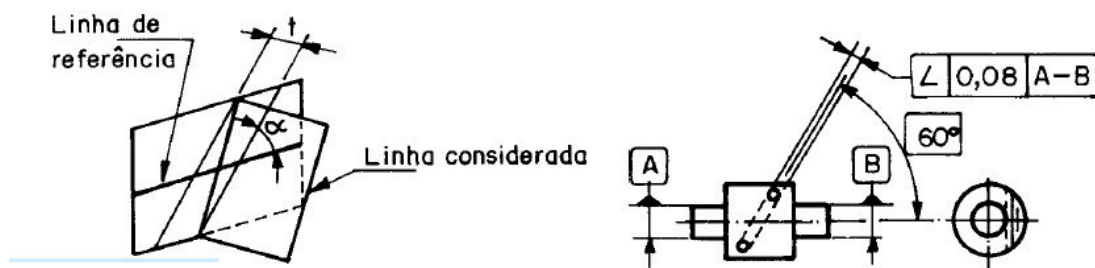 Linha de
referência
t
α
Linha considerada
∠ 0,08 A-B
60°
A
B